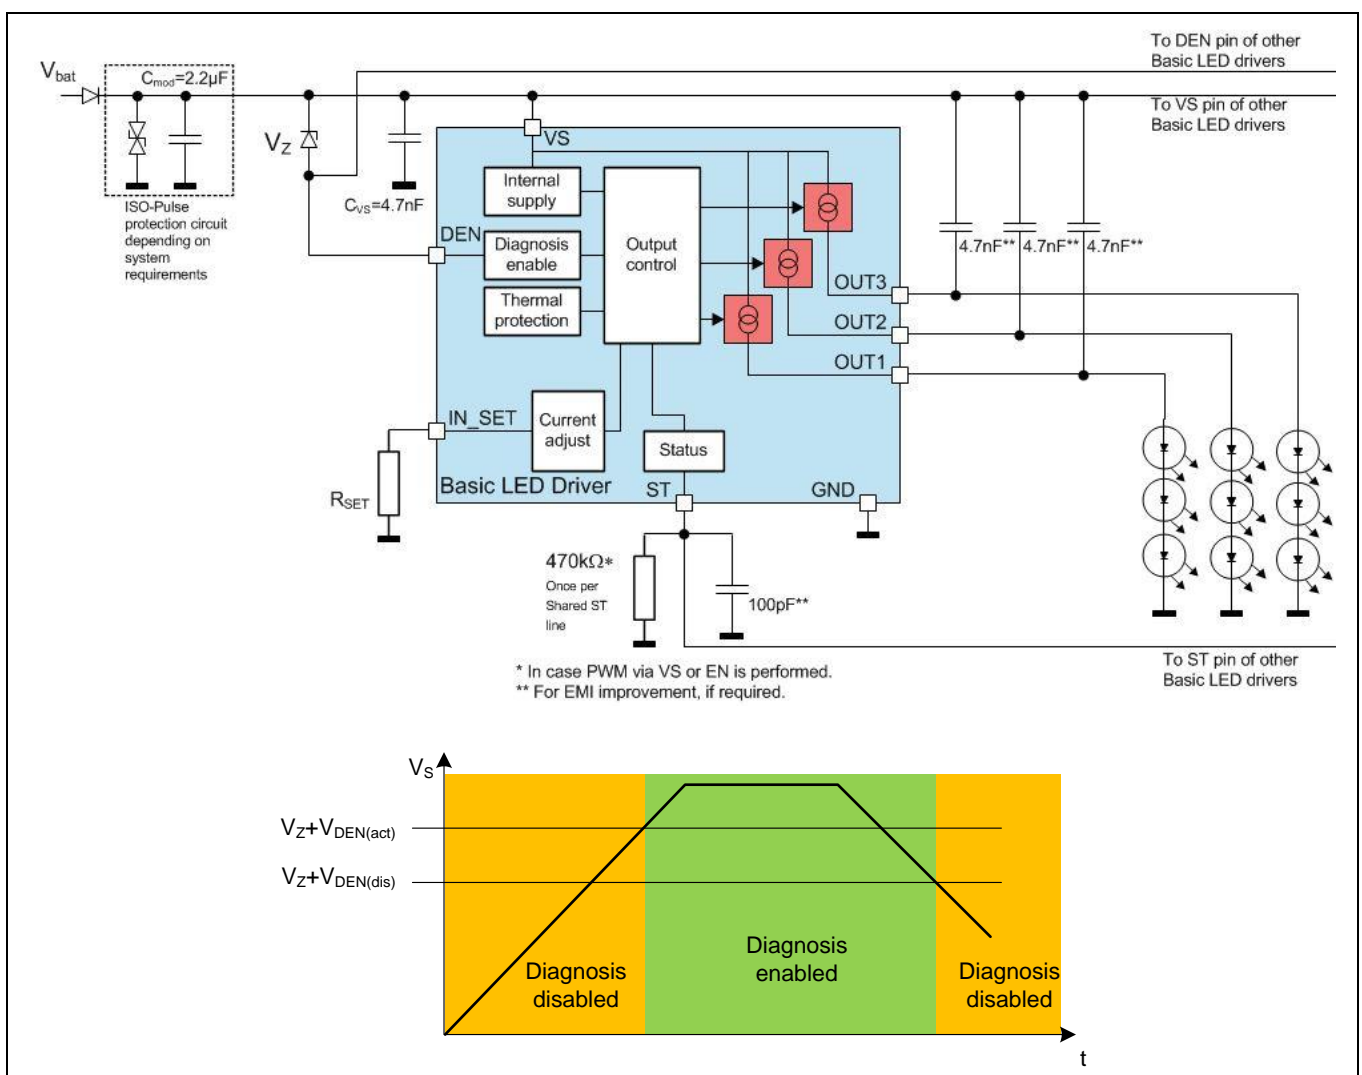 To DEN pin of other
Basic LED drivers
Vbat
Cmod=2.2µF
To VS pin of other
Basic LED drivers
VZ
VS
CVS=4.7nF
Internal
supply
ISO-Pulse
protection circuit
depending on
system
requirements
DEN
Diagnosis
enable
Output
control
Thermal
protection
4.7nF** 4.7nF** 4.7nF**
OUT3
OUT2
OUT1
IN_SET
Current
adjust
Status
RSET
Basic LED Driver
ST
GND
470kΩ*
Once per
Shared ST
line
100pF**
To ST pin of other
Basic LED drivers
* In case PWM via VS or EN is performed.
** For EMI improvement, if required.
VS
VZ+VDEN(act)
VZ+VDEN(dis)
Diagnosis
disabled
Diagnosis
enabled
Diagnosis
disabled
t